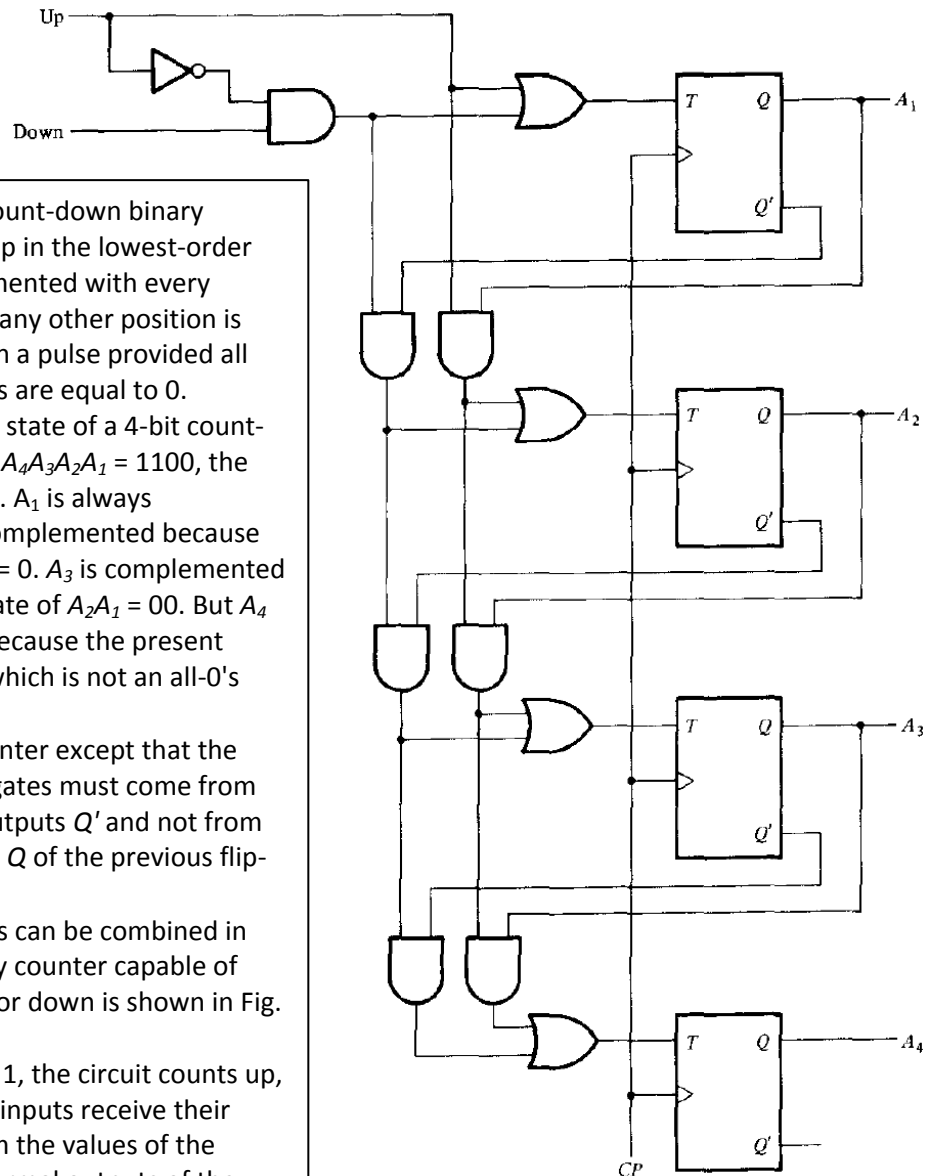 Up
Down
T
Q
A1
Q'
T
Q
A2
Q'
T
Q
A3
Q'
T
Q
A4
Q'
CP
ount-down binary
p in the lowest-order
nented with every
any other position is
n a pulse provided all
s are equal to 0.
state of a 4-bit count-
A4A3A2A1 = 1100, the
. A1 is always
omplemented because
= 0. A3 is complemented
ate of A2A1 = 00. But A4
ecause the present
which is not an all-0's
nter except that the
gates must come from
utputs Q' and not from
Q of the previous flip-
s can be combined in
y counter capable of
or down is shown in Fig.
1, the circuit counts up,
inputs receive their